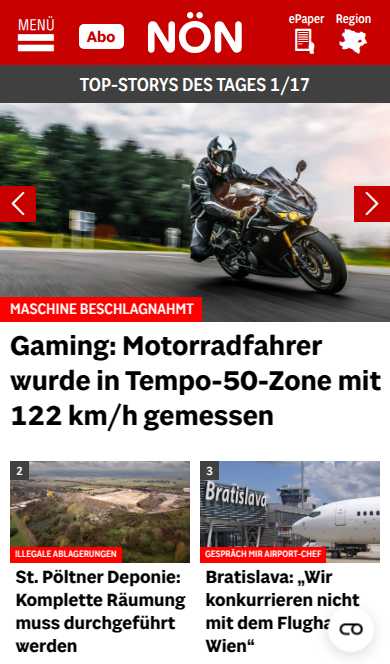 MENÜ
Abo
NÖN
ePaper
Region
TOP-STORYS DES TAGES 1/17
MASCHINE BESCHLAGNAHMT
Gaming: Motorradfahrer
wurde in Tempo-50-Zone mit
122 km/h gemessen
2
ILLEGALE ABLAGERUNGEN
St. Pöltner Deponie:
Komplette Räumung
muss durchgeführt
werden
3
Bratislava
GESPRÄCH MIR AIRPORT-CHEF
Bratislava: „Wir
konkurrieren nicht
mit dem Flugha
Wien“